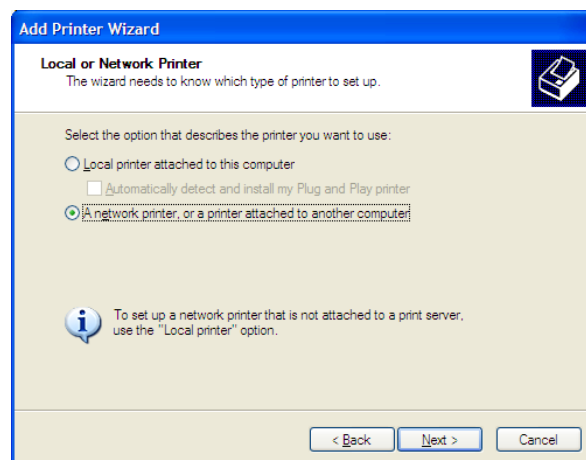 Add Printer Wizard
Local or Network Printer
The wizard needs to know which type of printer to set up.
Select the option that describes the printer you want to use:
Local printer attached to this computer
Automatically detect and install my Plug and Play printer
A network printer, or a printer attached to another computer
To set up a network printer that is not attached to a print server,
use the "Local printer" option.
< Back Next > Cancel